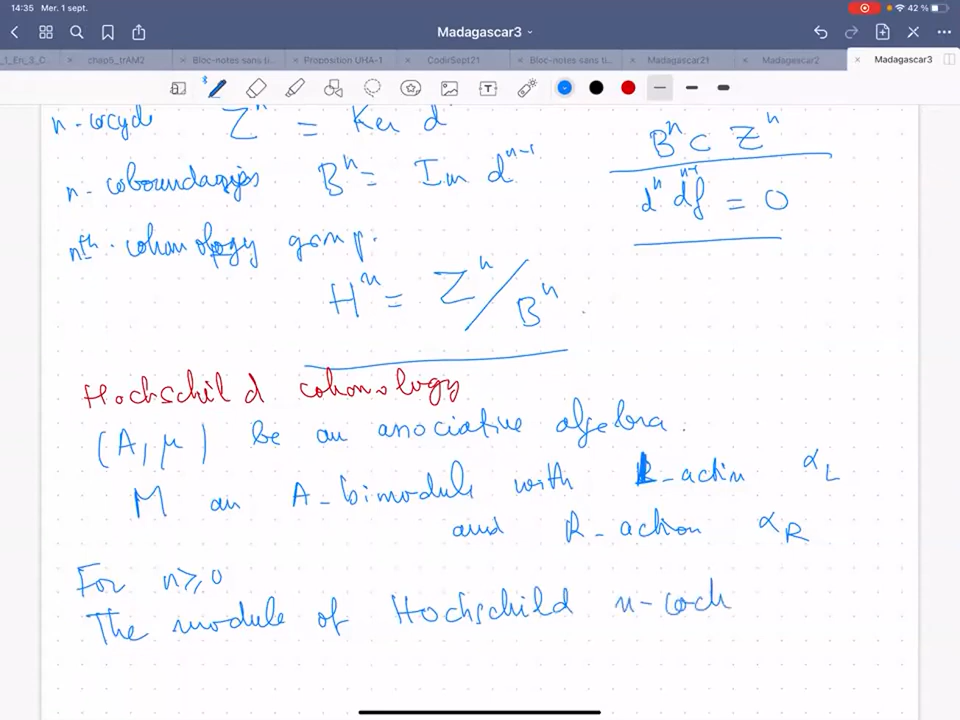 14:35 Mer. 1 sept. 42 %
Madagascar3
_1_En_3_C... chap5_trAM2 Bloc-notes sans ti... Proposition UHA-1 CodirSept21 Bloc-notes sans ti... Madagascar21 Madagascar2 Madagascar3
n-cocycle Z^n = Ker d
n-coboundaries B^n = Im d^{n-1}
B^n ⊂ Z^n
d^n d^{n-1}f = 0
nth-cohomology group.
H^n = Z^n / B^n
Hochschild cohomology
(A, μ) be an associative algebra.
M an A-bimodule with L-action α_L
and R-action α_R
For n ≥ 0
The module of Hochschild n-coch